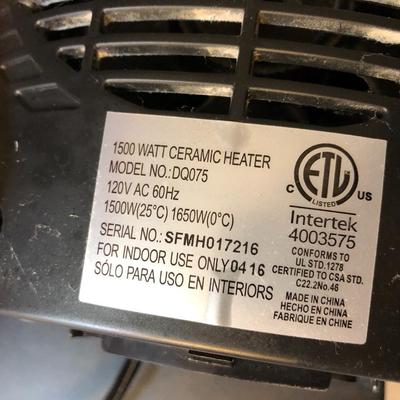 1500 WATT CERAMIC HEATER
MODEL NO.:DQ075
120V AC 60Hz
1500W(25°C) 1650W(0°C)
SERIAL NO.: SFMH017216
FOR INDOOR USE ONLY 0416
SÓLO PARA USO EN INTERIORS
C ETL US
LISTED
Intertek
4003575
CONFORMS TO
UL STD.1278
CERTIFIED TO CSA STD.
C22.2No.46
MADE IN CHINA
HECHO EN CHINA
FABRIQUE EN CHINE